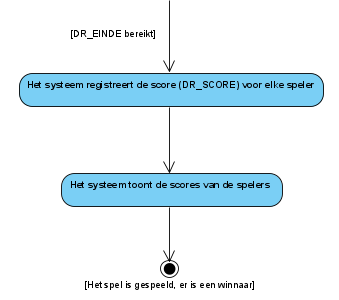 [DR_EINDE bereikt]
Het systeem registreert de score (DR_SCORE) voor elke speler
Het systeem toont de scores van de spelers
[Het spel is gespeeld, er is een winnaar]